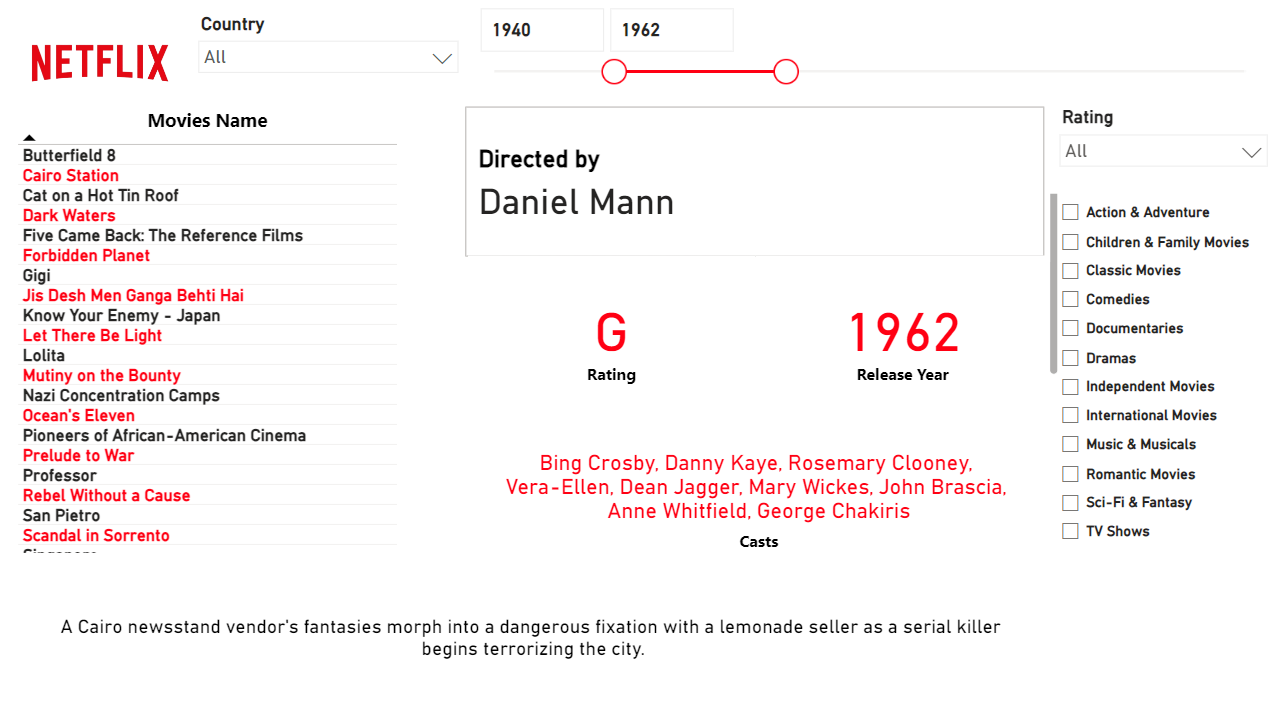 NETFLIX
Country
All
1940
1962
Movies Name
Butterfield 8
Cairo Station
Cat on a Hot Tin Roof
Dark Waters
Five Came Back: The Reference Films
Forbidden Planet
Gigi
Jis Desh Men Ganga Behti Hai
Know Your Enemy - Japan
Let There Be Light
Lolita
Mutiny on the Bounty
Nazi Concentration Camps
Ocean's Eleven
Pioneers of African-American Cinema
Prelude to War
Professor
Rebel Without a Cause
San Pietro
Scandal in Sorrento
Directed by
Daniel Mann
G
Rating
1962
Release Year
Bing Crosby, Danny Kaye, Rosemary Clooney,
Vera-Ellen, Dean Jagger, Mary Wickes, John Brascia,
Anne Whitfield, George Chakiris
Casts
Rating
All
Action & Adventure
Children & Family Movies
Classic Movies
Comedies
Documentaries
Dramas
Independent Movies
International Movies
Music & Musicals
Romantic Movies
Sci-Fi & Fantasy
TV Shows
A Cairo newsstand vendor's fantasies morph into a dangerous fixation with a lemonade seller as a serial killer
begins terrorizing the city.